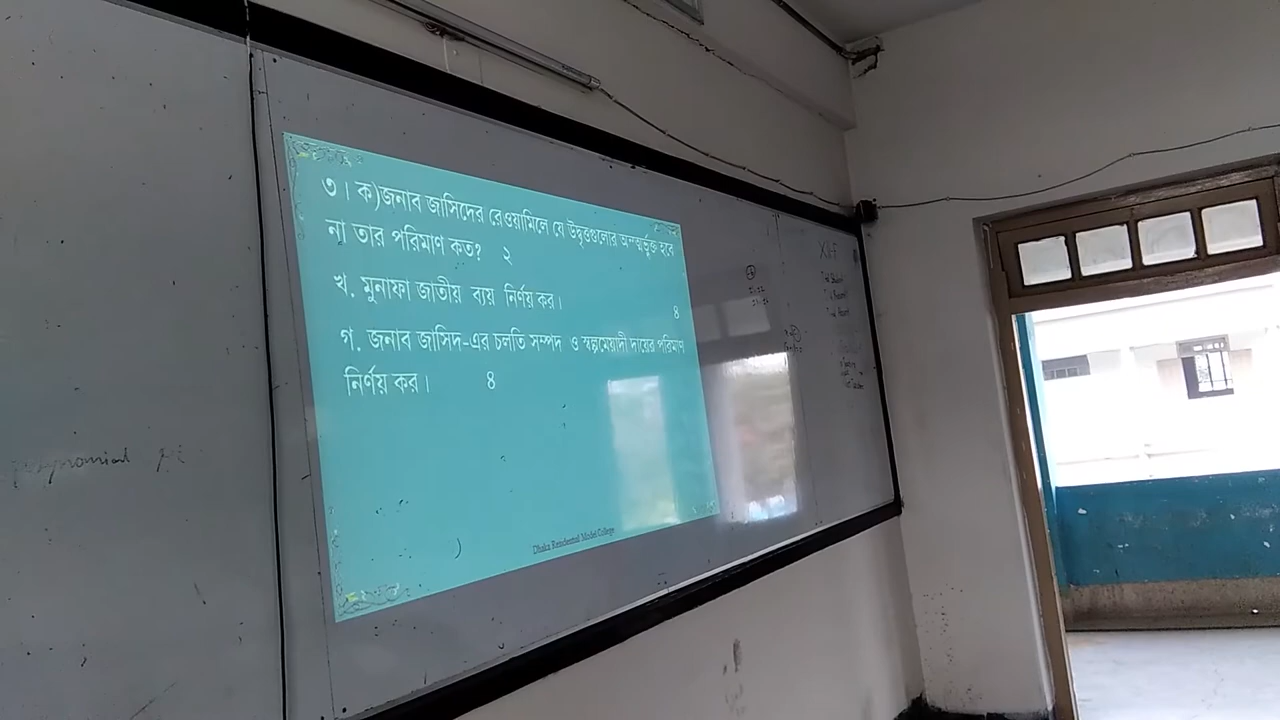 ৩। ক)জনাব জাসিদের রেওয়ামিলে যে উদ্বৃত্তগুলোর অন্তর্ভূক্ত হবে
না তার পরিমাণ কত? ২
খ. মুনাফা জাতীয় ব্যয় নির্ণয় কর।
৪
গ. জনাব জাসিদ-এর চলতি সম্পদ ও স্বল্পমেয়াদী দায়ের পরিমাণ
নির্ণয় কর। ৪
Dhaka Residential Model College